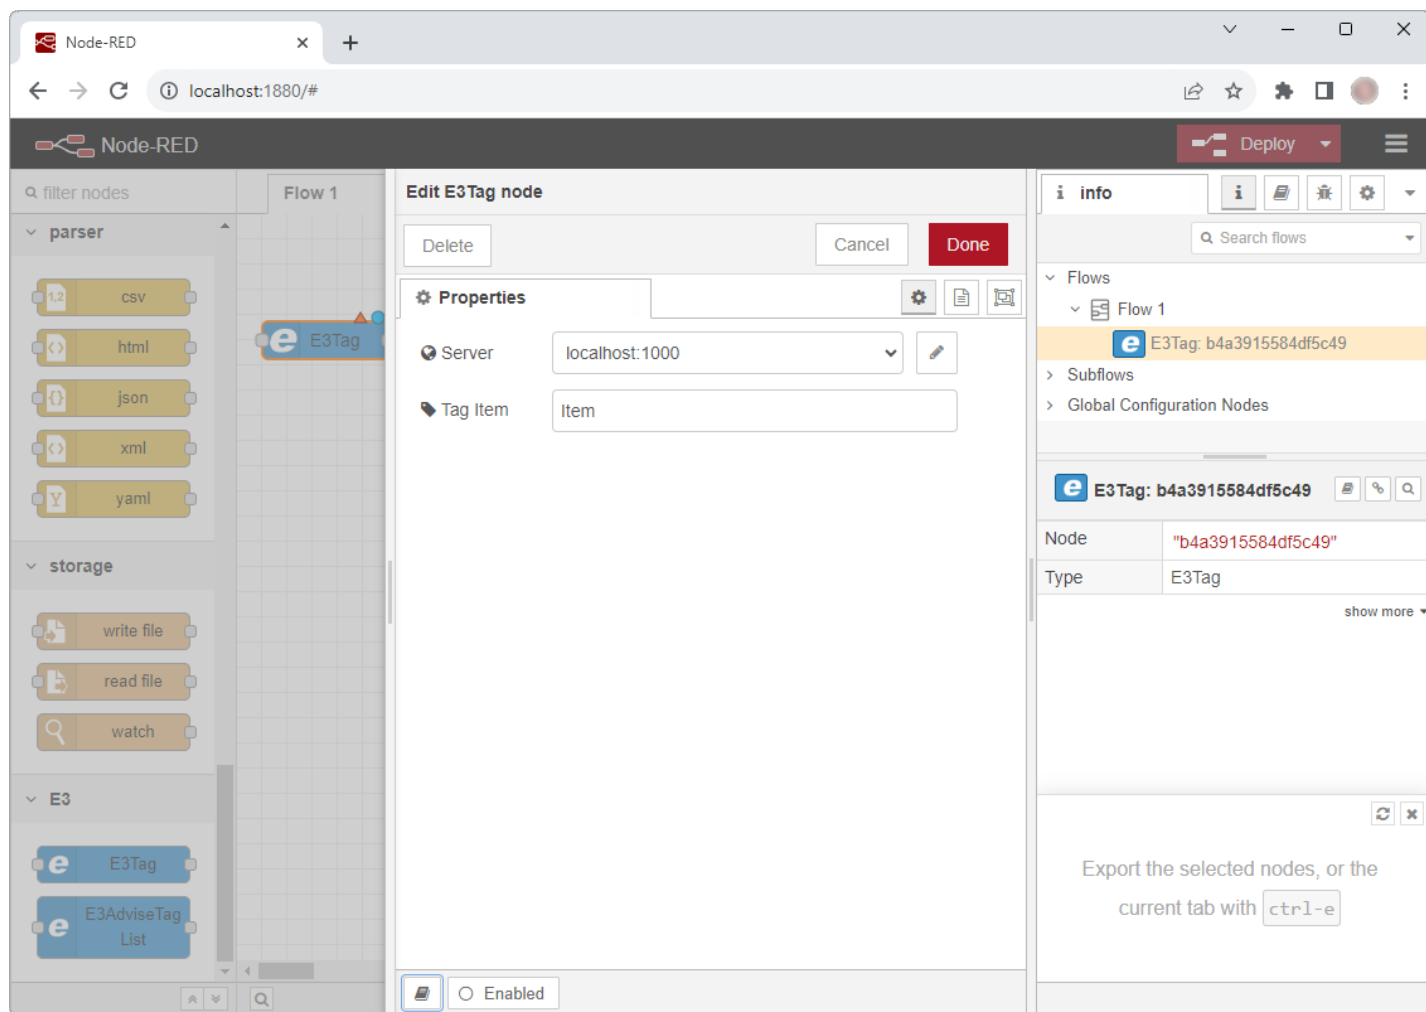 Node-RED
localhost:1880/#
Node-RED
Deploy
filter nodes
parser
csv
html
json
xml
yaml
storage
write file
read file
watch
E3
E3Tag
E3AdviseTag
List
Flow 1
E3Tag
Edit E3Tag node
Delete
Cancel
Done
Properties
Server
localhost:1000
Tag Item
Item
Enabled
info
Search flows
Flows
Flow 1
E3Tag: b4a3915584df5c49
Subflows
Global Configuration Nodes
E3Tag: b4a3915584df5c49
Node
"b4a3915584df5c49"
Type
E3Tag
show more
Export the selected nodes, or the
current tab with ctrl-e